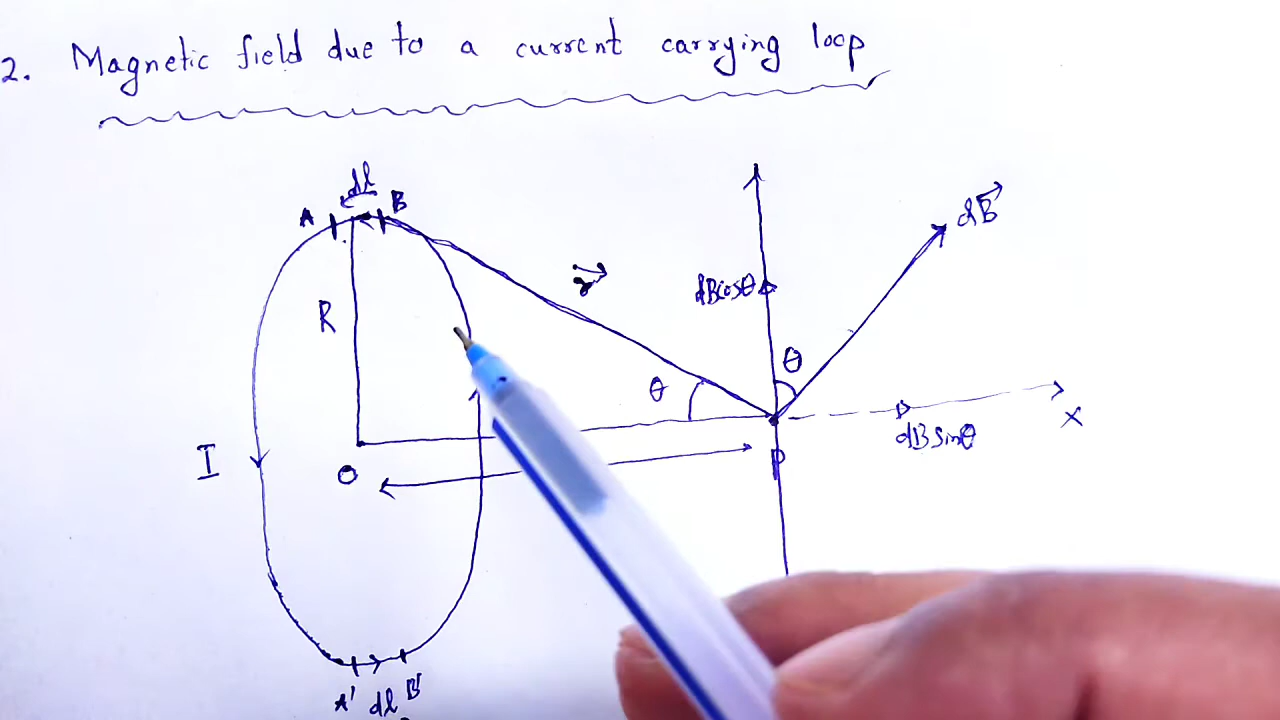 2. Magnetic field due to a current carrying loop
dl
A
B
dB
r
dBcosθ
R
θ
θ
X
dBsinθ
I
P
O
A' dl B'